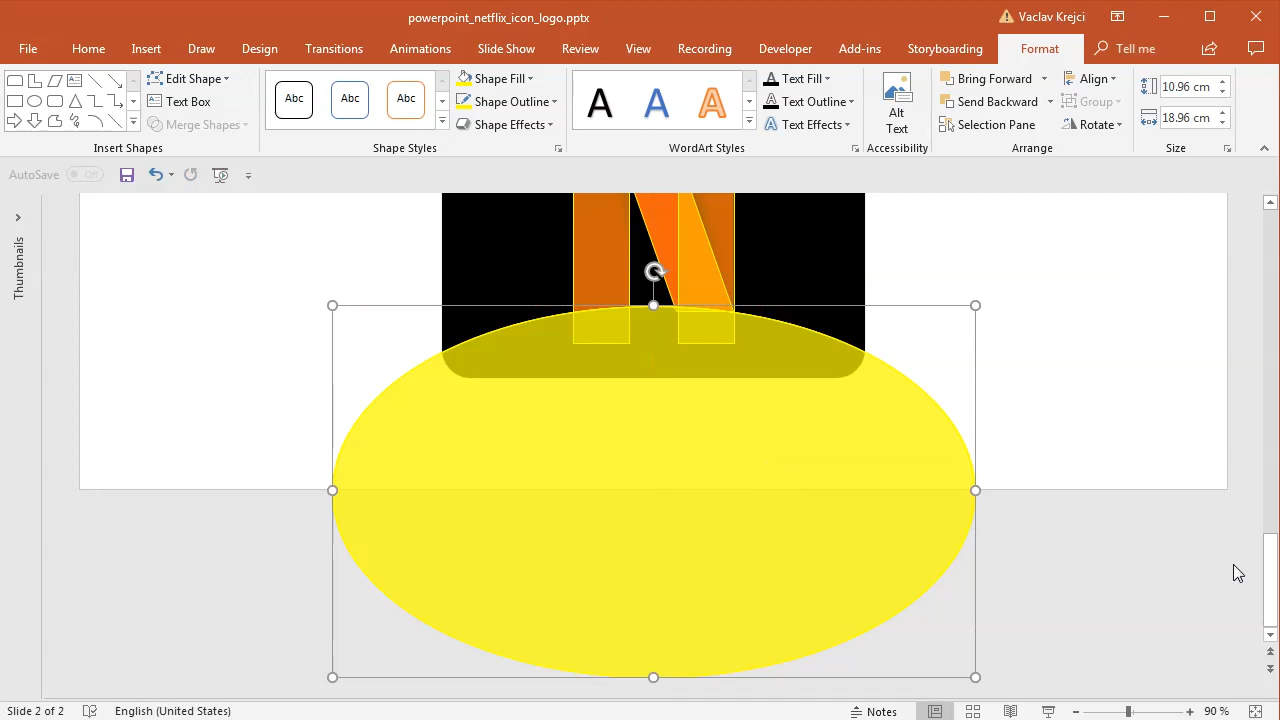 powerpoint_netflix_icon_logo.pptx
Vaclav Krejci
File Home Insert Draw Design Transitions Animations Slide Show Review View Recording Developer Add-ins Storyboarding Format Tell me
Edit Shape
Text Box
Merge Shapes
Insert Shapes
Abc Abc Abc
Shape Fill
Shape Outline
Shape Effects
Shape Styles
A A A
Text Fill
Text Outline
Text Effects
WordArt Styles
Alt
Text
Accessibility
Bring Forward
Send Backward
Selection Pane
Align
Group
Rotate
Arrange
10.96 cm
18.96 cm
Size
AutoSave Off
Thumbnails
Slide 2 of 2 English (United States) Notes 90 %